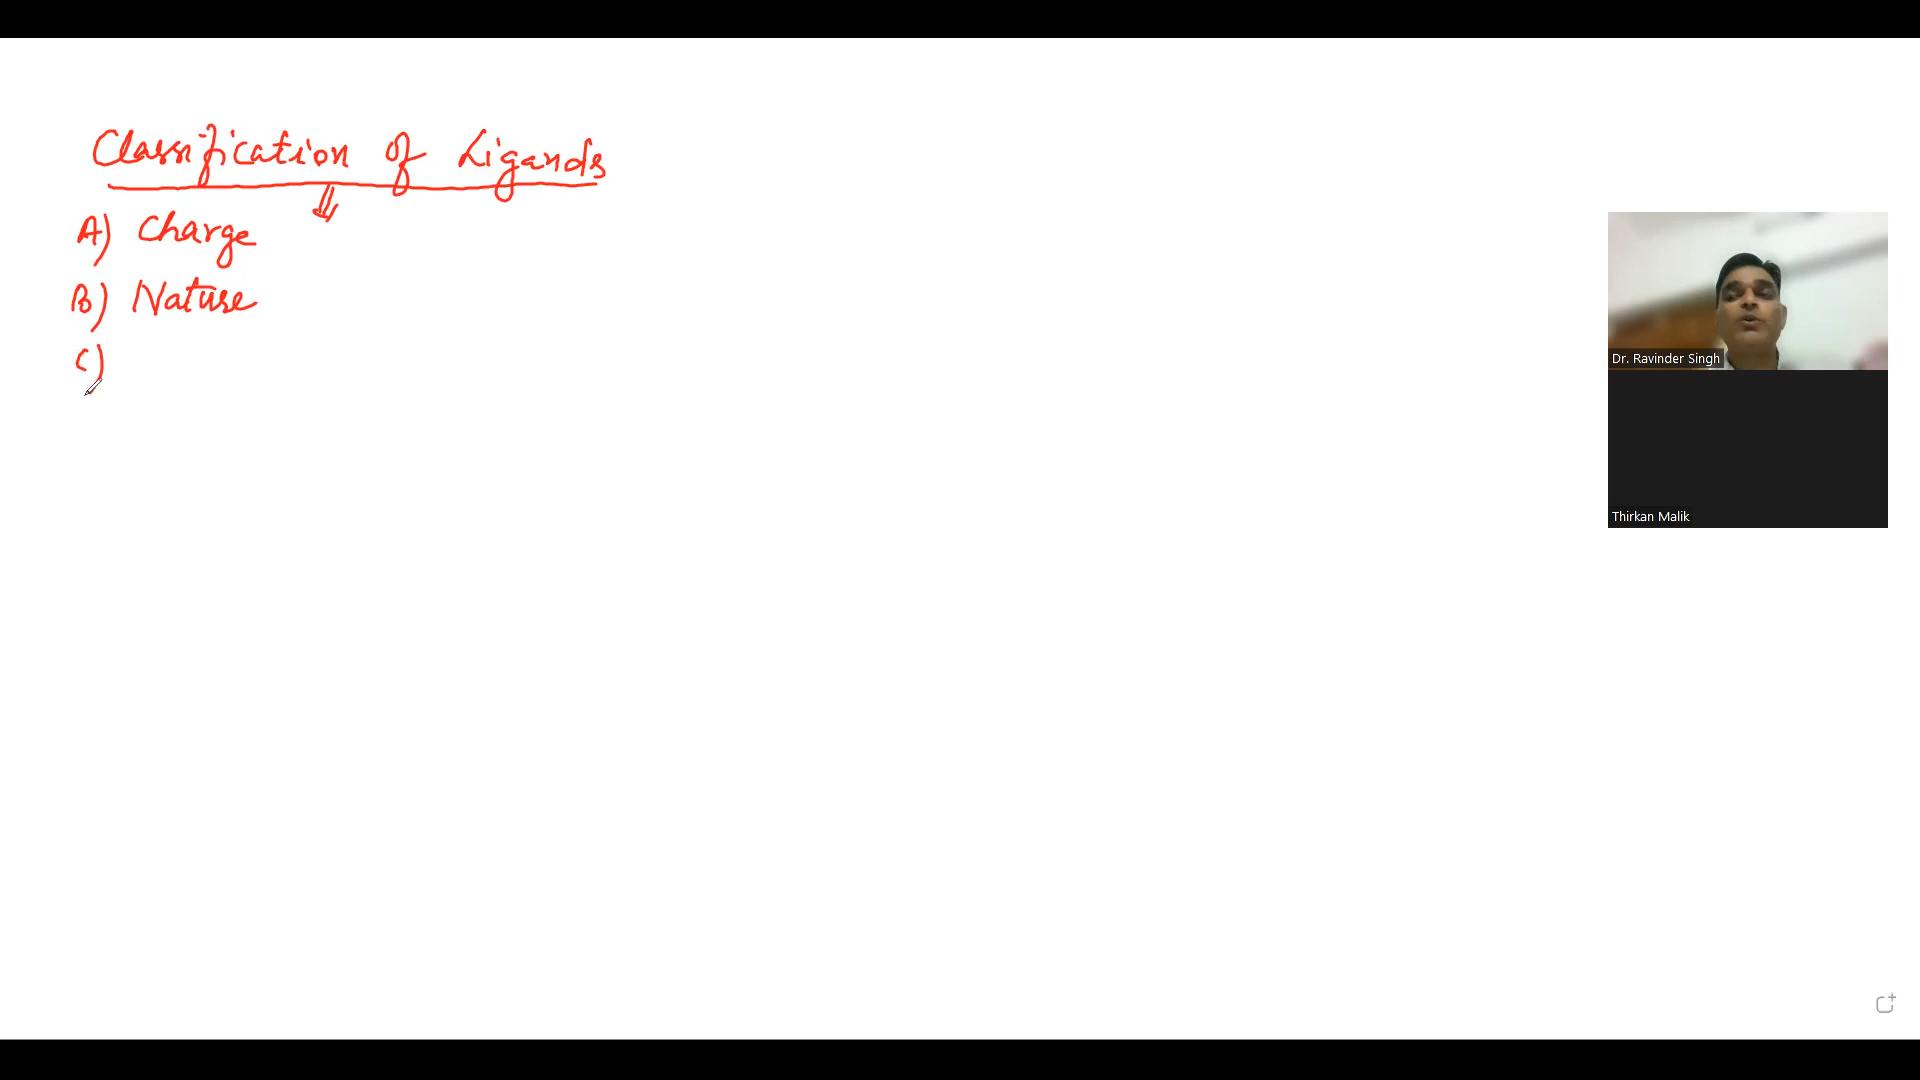 Classification of Ligands
A) Charge
B) Nature
C)
Dr. Ravinder Singh
Thirkan Malik